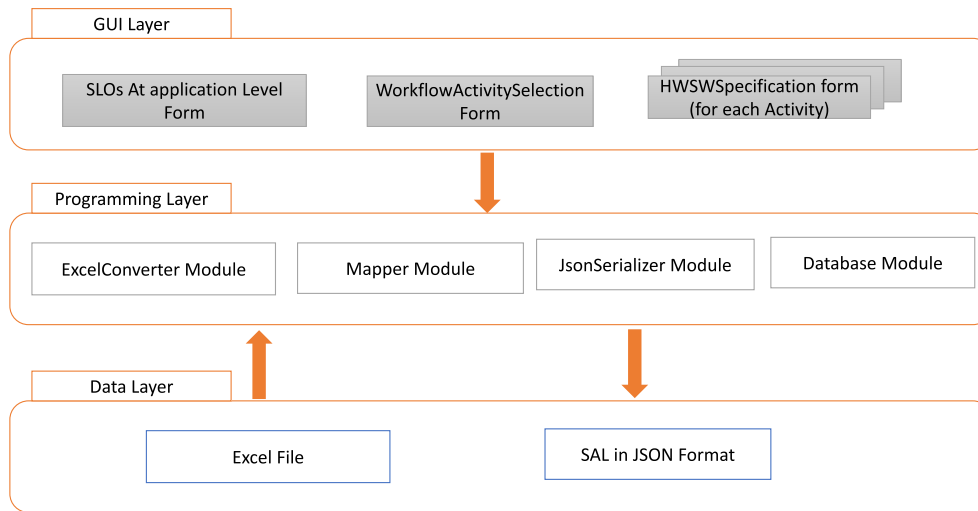 GUI Layer
SLOs At application Level
Form
WorkflowActivitySelection
Form
HWSWSpecification form
(for each Activity)
Programming Layer
ExcelConverter Module
Mapper Module
JsonSerializer Module
Database Module
Data Layer
Excel File
SAL in JSON Format